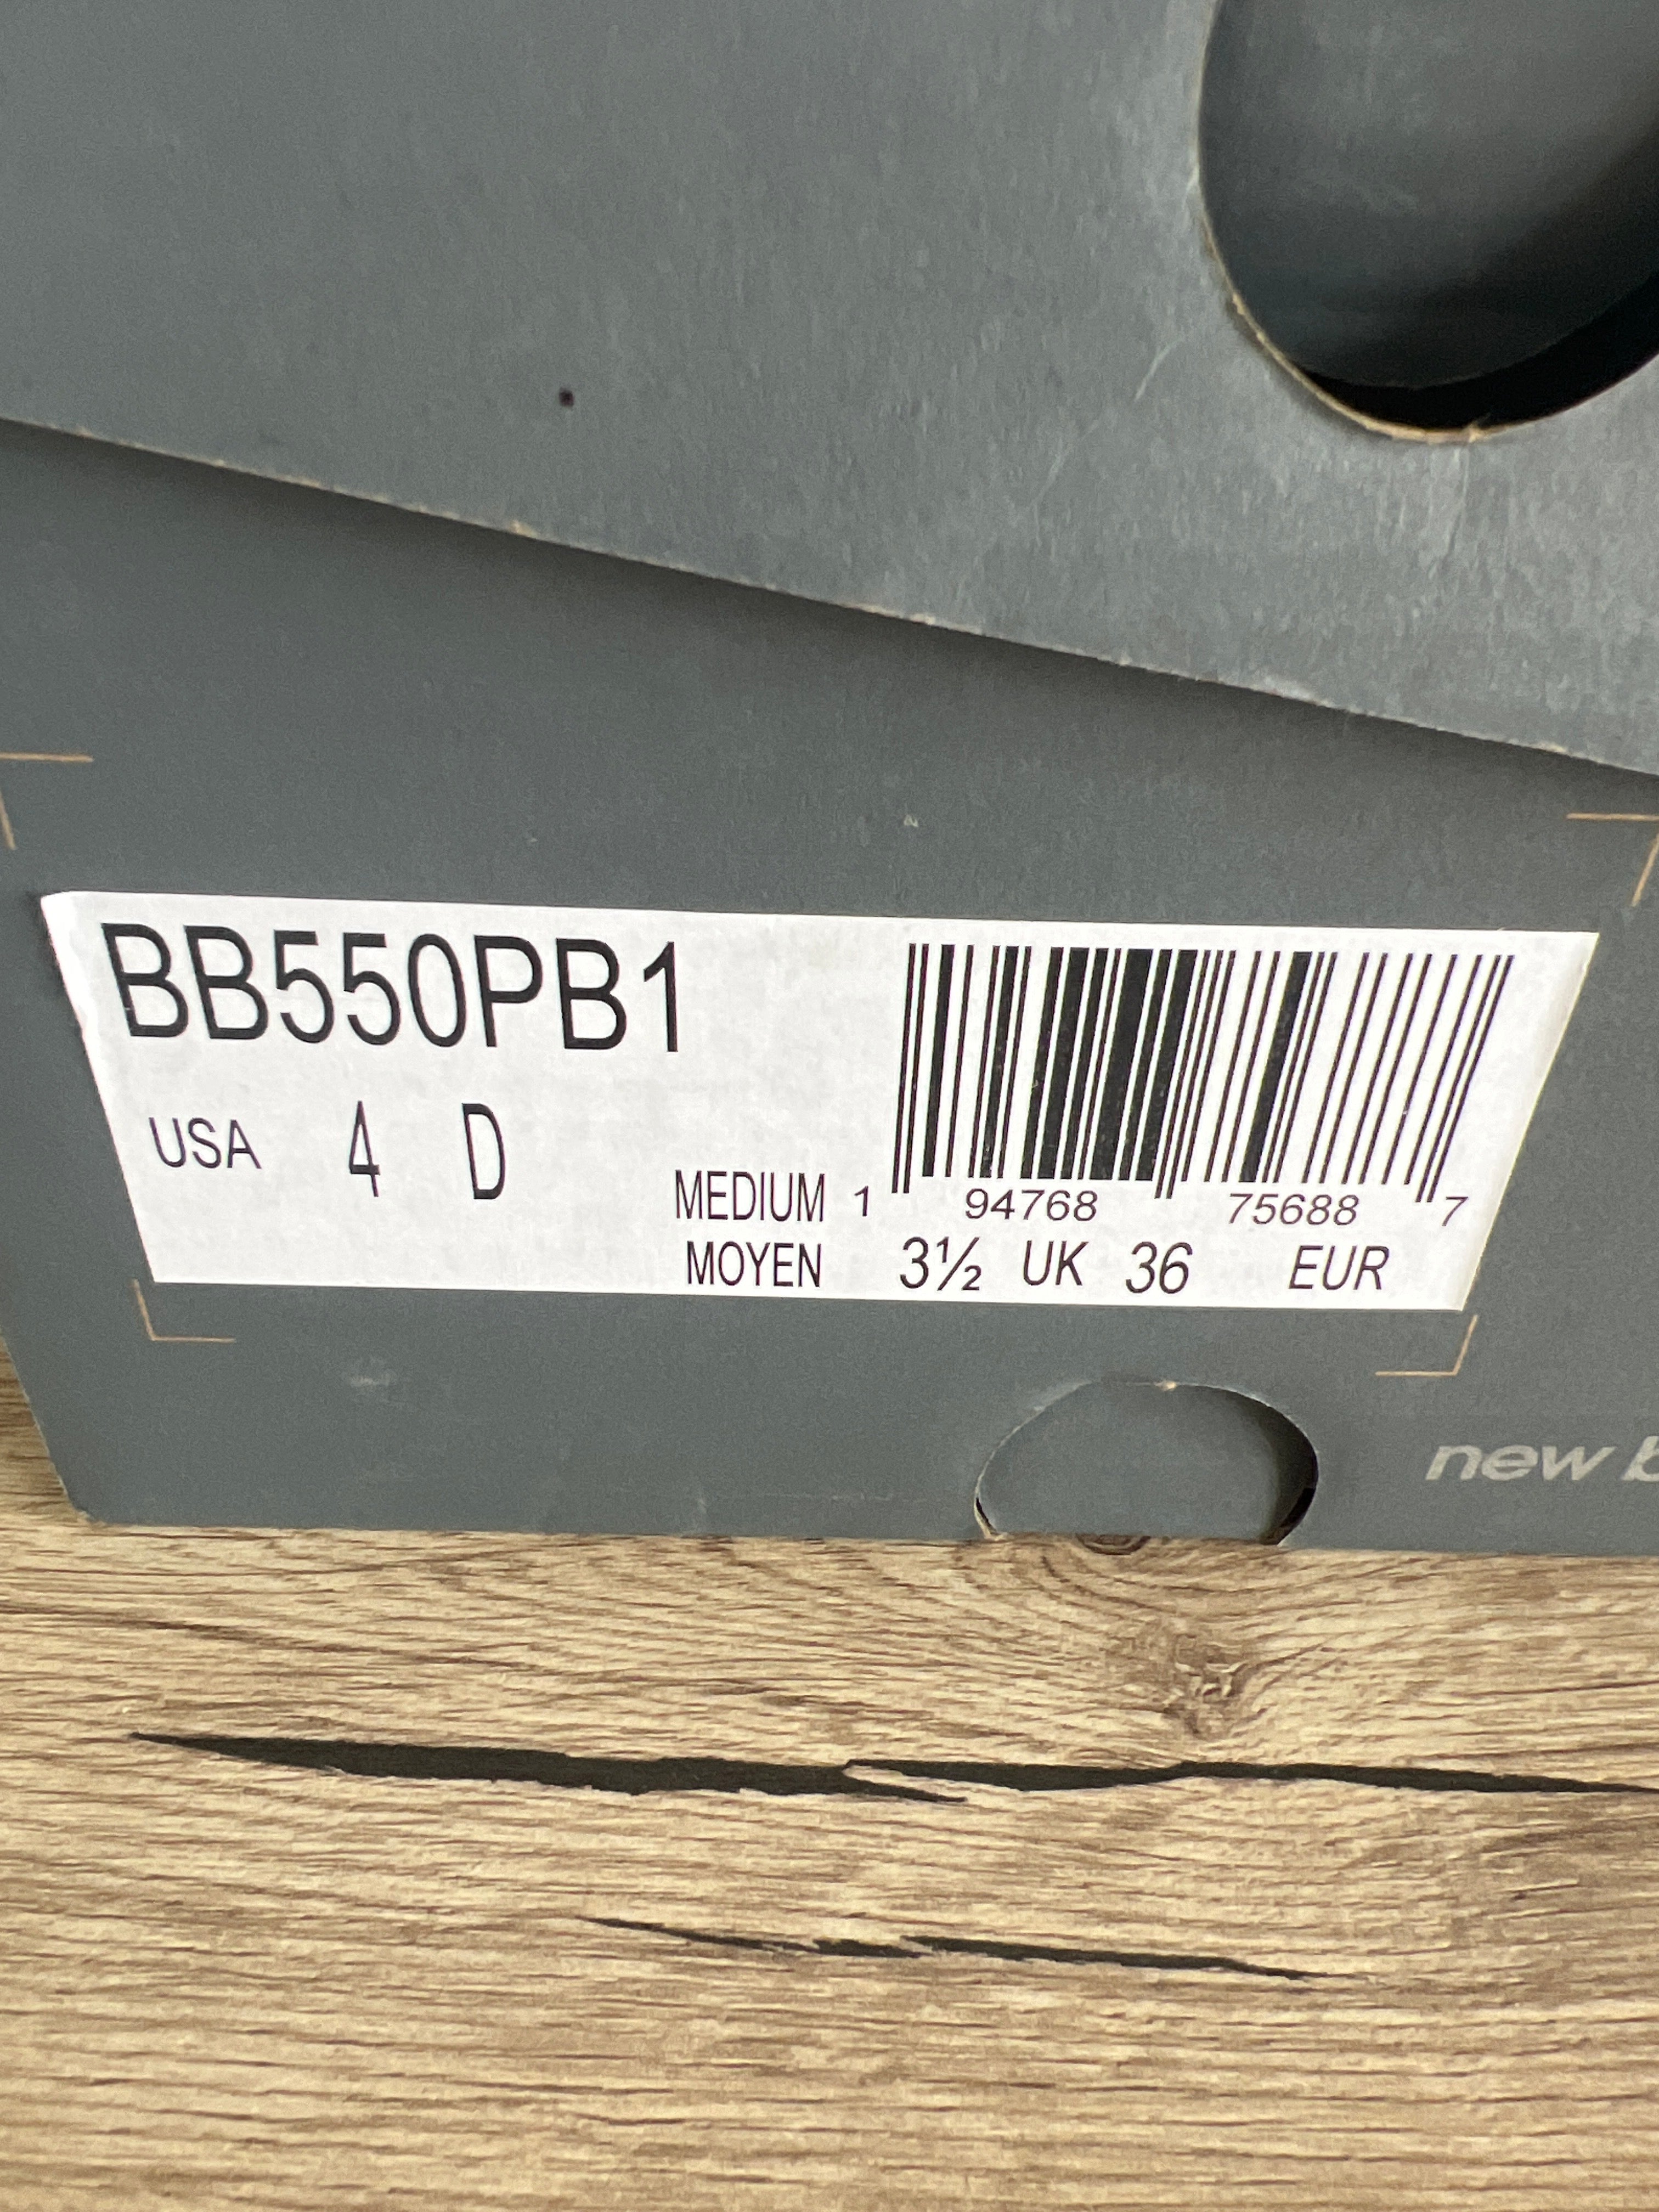 BB550PB1
USA 4 D
MEDIUM 1 94768 75688 7
MOYEN 3½ UK 36 EUR
new b